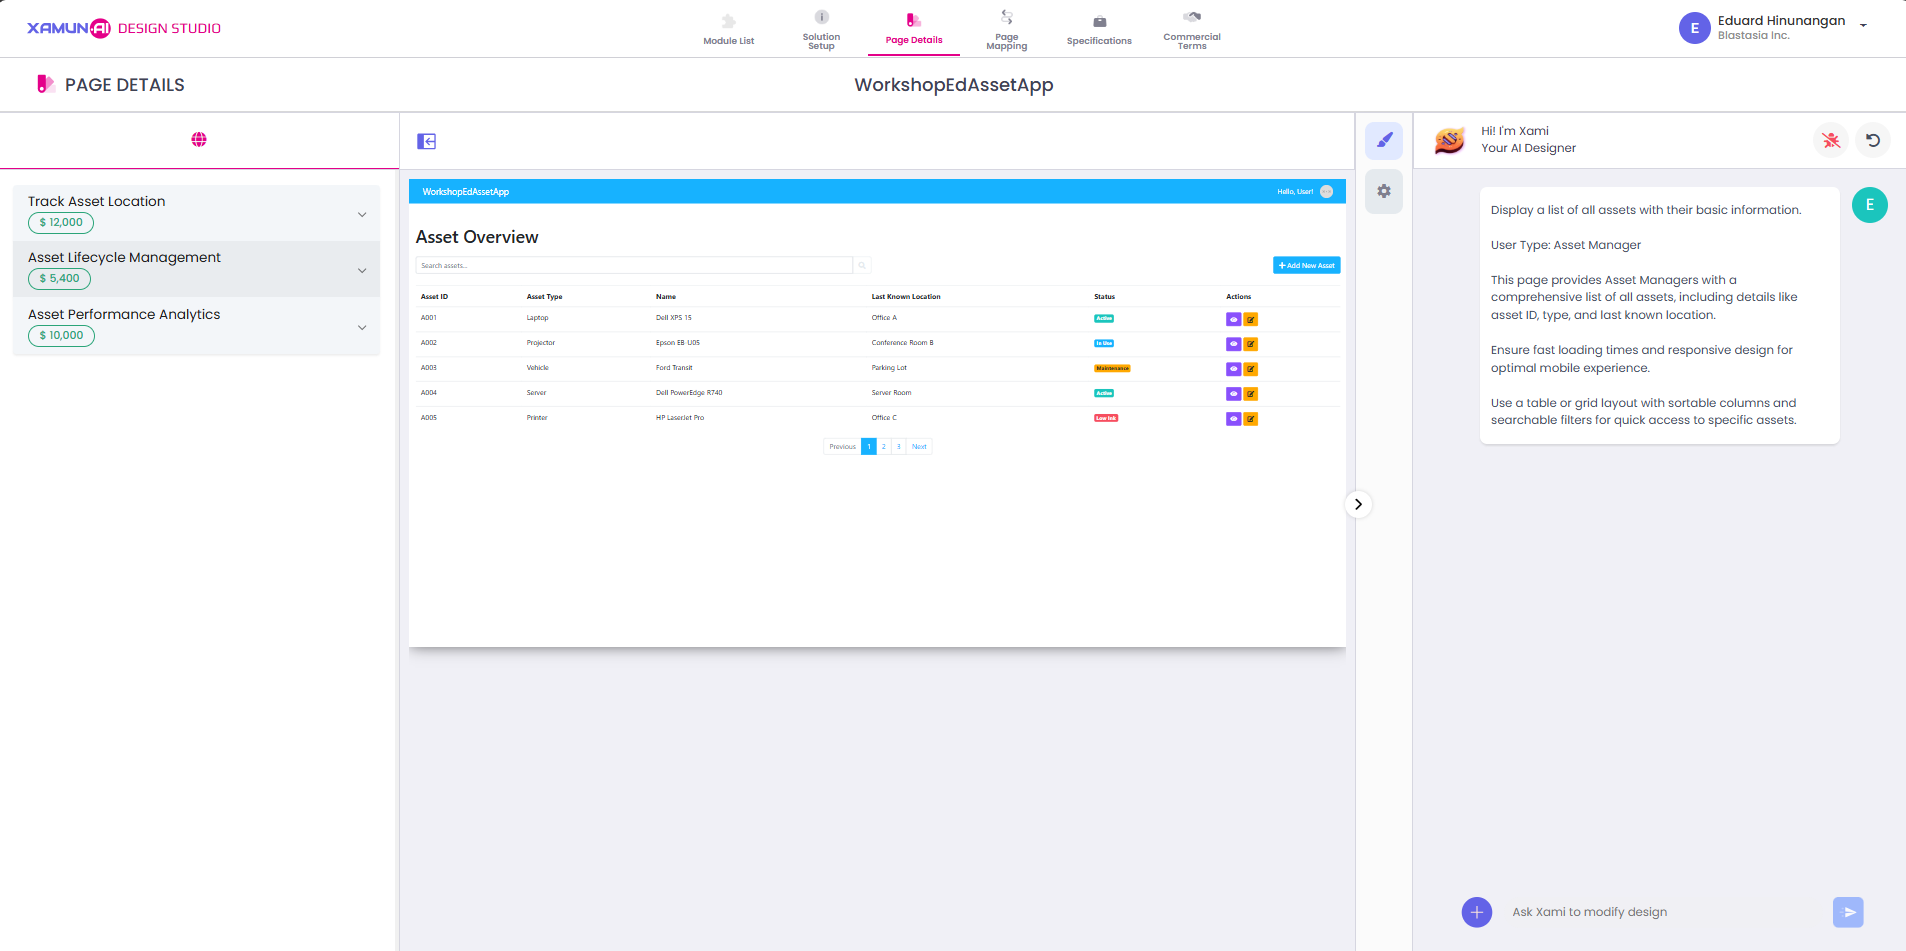 XAMUN AI DESIGN STUDIO
Module List
Solution
Setup
Page Details
Page
Mapping
Specifications
Commercial
Terms
E
Eduard Hinunangan
Blastasia Inc.
PAGE DETAILS
WorkshopEdAssetApp
Track Asset Location
$ 12,000
Asset Lifecycle Management
$ 5,400
Asset Performance Analytics
$ 10,000
WorkshopEdAssetApp
Hello, User!
Asset Overview
Search assets...
Add New Asset
Asset ID Asset Type Name Last Known Location Status Actions
A001 Laptop Dell XPS 15 Office A Active
A002 Projector Epson EB-U05 Conference Room B In Use
A003 Vehicle Ford Transit Parking Lot Maintenance
A004 Server Dell PowerEdge R740 Server Room Active
A005 Printer HP LaserJet Pro Office C Low Ink
Previous 1 2 3 Next
Hi! I'm Xami
Your AI Designer
E
Display a list of all assets with their basic information.
User Type: Asset Manager
This page provides Asset Managers with a
comprehensive list of all assets, including details like
asset ID, type, and last known location.
Ensure fast loading times and responsive design for
optimal mobile experience.
Use a table or grid layout with sortable columns and
searchable filters for quick access to specific assets.
Ask Xami to modify design